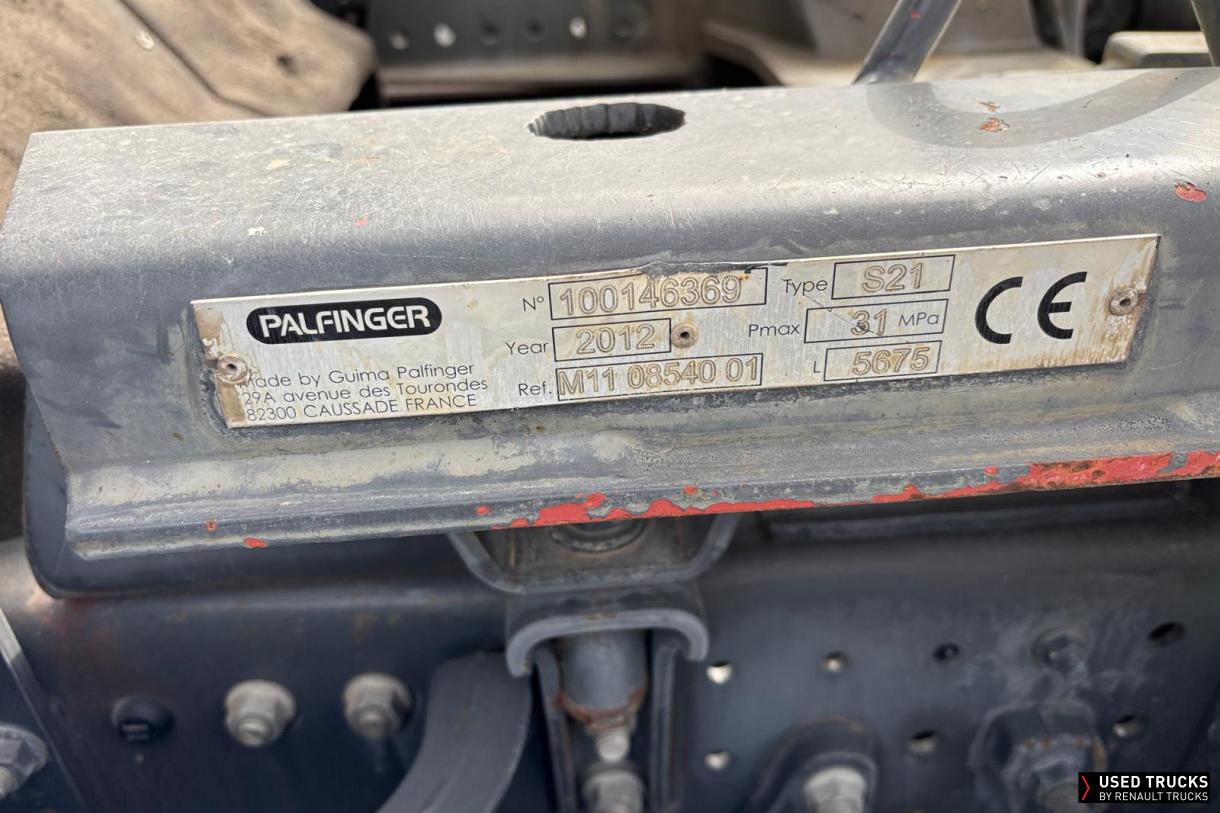 PALFINGER
Made by Guima Palfinger
29A avenue des Tourondes
82300 CAUSSADE FRANCE
N° 100146369
Year 2012
Ref. M11 08540 01
Type S21
Pmax 31 MPa
L 5675
CE
USED TRUCKS
BY RENAULT TRUCKS